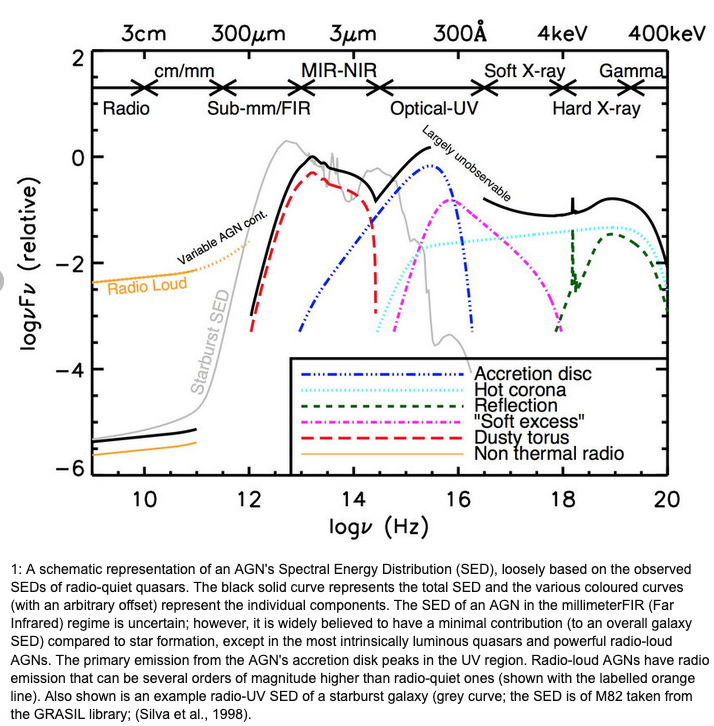 3cm 300μm 3μm 300Å 4keV 400keV
cm/mm MIR-NIR Soft X-ray Gamma
Radio Sub-mm/FIR Optical-UV Hard X-ray
Largely unobservable
Variable AGN cont.
Radio Loud
Starburst SED
logνFν (relative)
2
0
−2
−4
−6
Accretion disc
Hot corona
Reflection
"Soft excess"
Dusty torus
Non thermal radio
10 12 14 16 18 20
logν (Hz)
1: A schematic representation of an AGN's Spectral Energy Distribution (SED), loosely based on the observed
SEDs of radio-quiet quasars. The black solid curve represents the total SED and the various coloured curves
(with an arbitrary offset) represent the individual components. The SED of an AGN in the millimeterFIR (Far
Infrared) regime is uncertain; however, it is widely believed to have a minimal contribution (to an overall galaxy
SED) compared to star formation, except in the most intrinsically luminous quasars and powerful radio-loud
AGNs. The primary emission from the AGN's accretion disk peaks in the UV region. Radio-loud AGNs have radio
emission that can be several orders of magnitude higher than radio-quiet ones (shown with the labelled orange
line). Also shown is an example radio-UV SED of a starburst galaxy (grey curve; the SED is of M82 taken from
the GRASIL library; (Silva et al., 1998).